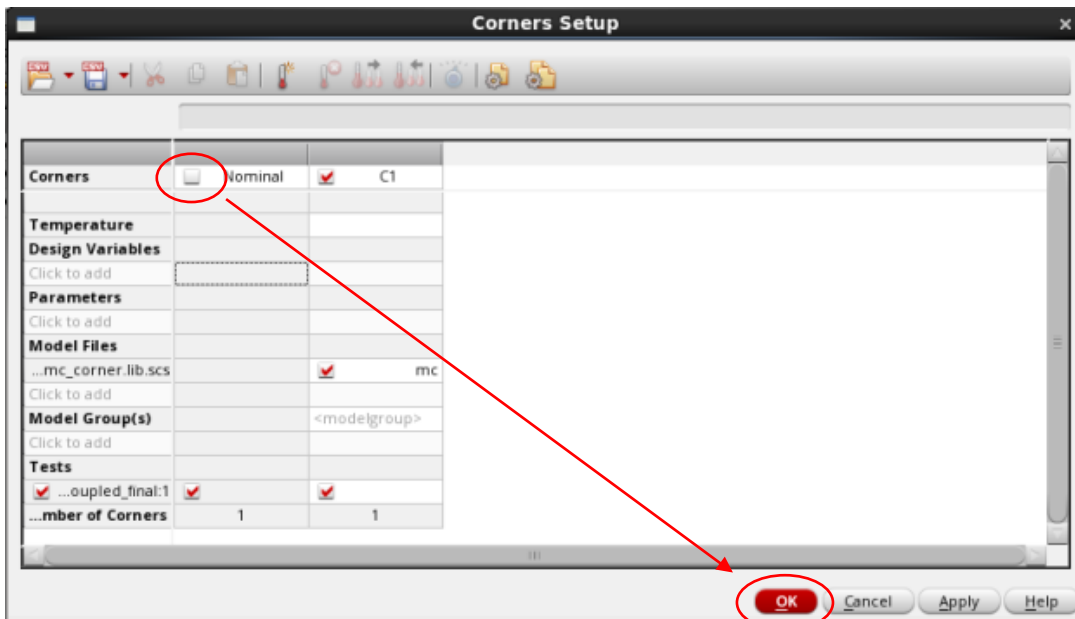 Corners Setup
Corners Nominal C1
Temperature
Design Variables
Click to add
Parameters
Click to add
Model Files
...mc_corner.lib.scs mc
Click to add
Model Group(s) <modelgroup>
Click to add
Tests
...oupled_final:1
...mber of Corners 1 1
OK Cancel Apply Help